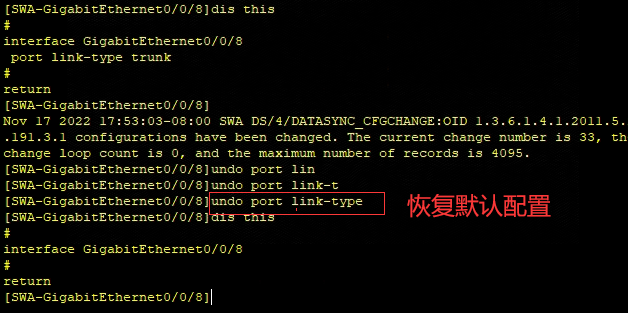 [SWA-GigabitEthernet0/0/8]dis this
#
interface GigabitEthernet0/0/8
 port link-type trunk
#
return
[SWA-GigabitEthernet0/0/8]
Nov 17 2022 17:53:03-08:00 SWA DS/4/DATASYNC_CFGCHANGE:OID 1.3.6.1.4.1.2011.5.
.191.3.1 configurations have been changed. The current change number is 33, th
change loop count is 0, and the maximum number of records is 4095.
[SWA-GigabitEthernet0/0/8]undo port lin
[SWA-GigabitEthernet0/0/8]undo port link-t
[SWA-GigabitEthernet0/0/8]undo port link-type 恢复默认配置
[SWA-GigabitEthernet0/0/8]dis this
#
interface GigabitEthernet0/0/8
#
return
[SWA-GigabitEthernet0/0/8]